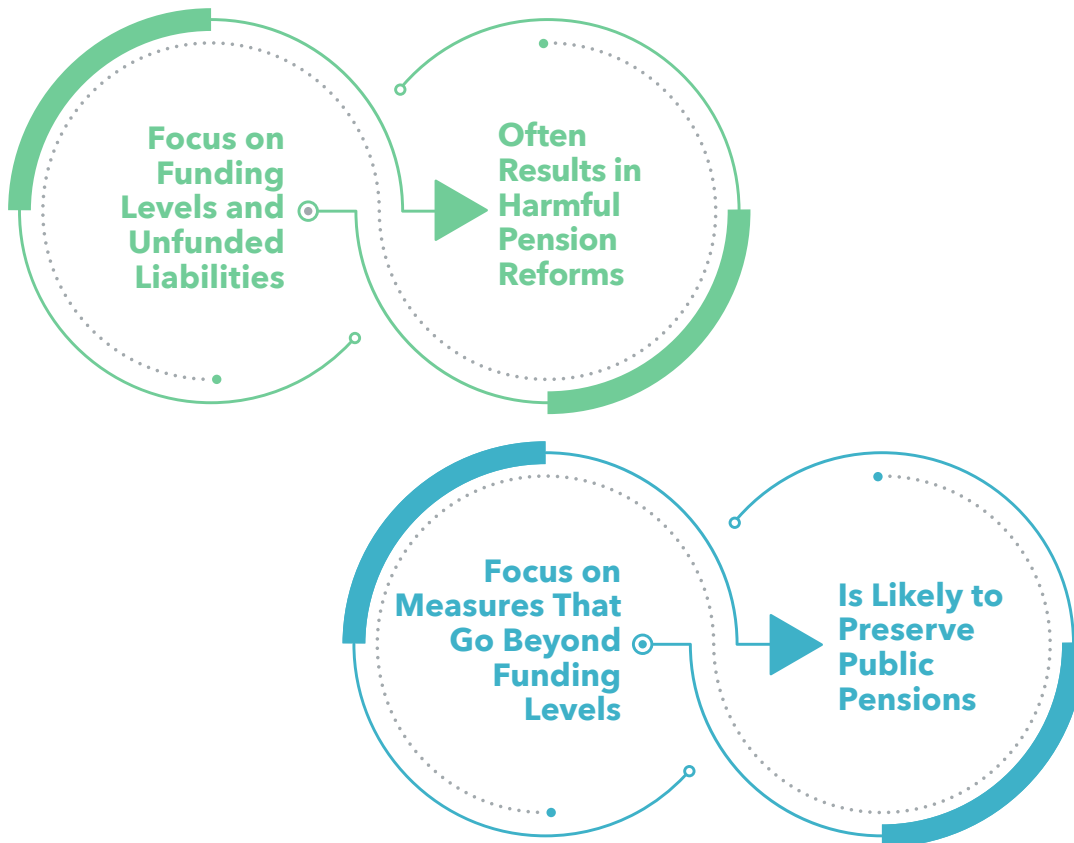 Focus on
Funding
Levels and
Unfunded
Liabilities
Often
Results in
Harmful
Pension
Reforms
Focus on
Measures That
Go Beyond
Funding
Levels
Is Likely to
Preserve
Public
Pensions